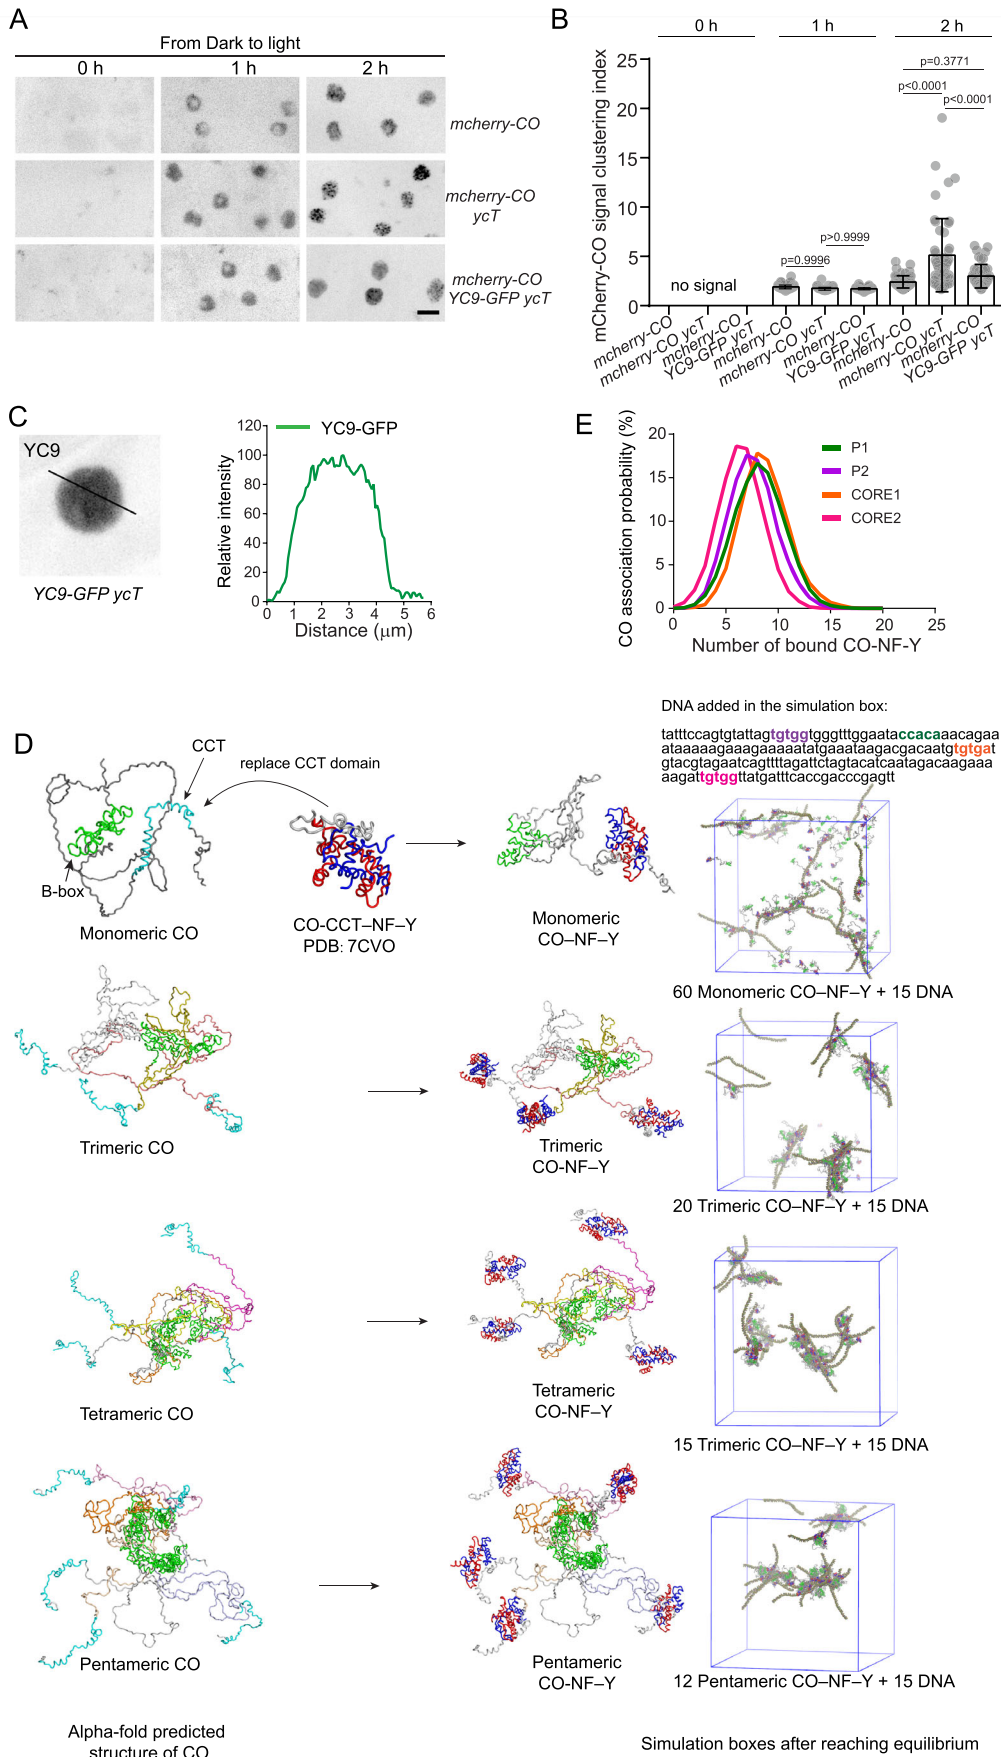 A
From Dark to light
0 h
1 h
2 h
mcherry-CO
mcherry-CO
ycT
mcherry-CO
YC9-GFP ycT
B
0 h
1 h
2 h
mCherry-CO signal clustering index
25
20
15
10
5
0
no signal
p=0.9996
p>0.9999
p=0.3771
p<0.0001
p<0.0001
mcherry-CO
mcherry-CO ycT
mcherry-CO
YC9-GFP ycT
mcherry-CO
mcherry-CO ycT
mcherry-CO
YC9-GFP ycT
mcherry-CO
mcherry-CO ycT
mcherry-CO
YC9-GFP ycT
C
YC9
YC9-GFP ycT
Relative intensity
120
100
80
60
40
20
0
YC9-GFP
0 1 2 3 4 5 6
Distance (μm)
E
CO association probability (%)
20
15
10
5
0
P1
P2
CORE1
CORE2
0 5 10 15 20 25
Number of bound CO-NF-Y
DNA added in the simulation box:
tatttccagtgtattagtgtggtgggtttggaataccacaaacagaa
ataaaaagaaagaaaaatatgaaataagacgacaatgtgtgat
gtacgtagaatcagttttagattctagtacatcaatagacaagaaa
aagattgtggttatgatttcaccgacccgagtt
D
CCT
replace CCT domain
B-box
Monomeric CO
CO-CCT–NF–Y
PDB: 7CVO
Monomeric
CO–NF–Y
60 Monomeric CO–NF–Y + 15 DNA
Trimeric CO
Trimeric
CO-NF–Y
20 Trimeric CO–NF–Y + 15 DNA
Tetrameric CO
Tetrameric
CO-NF–Y
15 Trimeric CO–NF–Y + 15 DNA
Pentameric CO
Pentameric
CO-NF–Y
12 Pentameric CO–NF–Y + 15 DNA
Alpha-fold predicted
structure of CO
Simulation boxes after reaching equilibrium